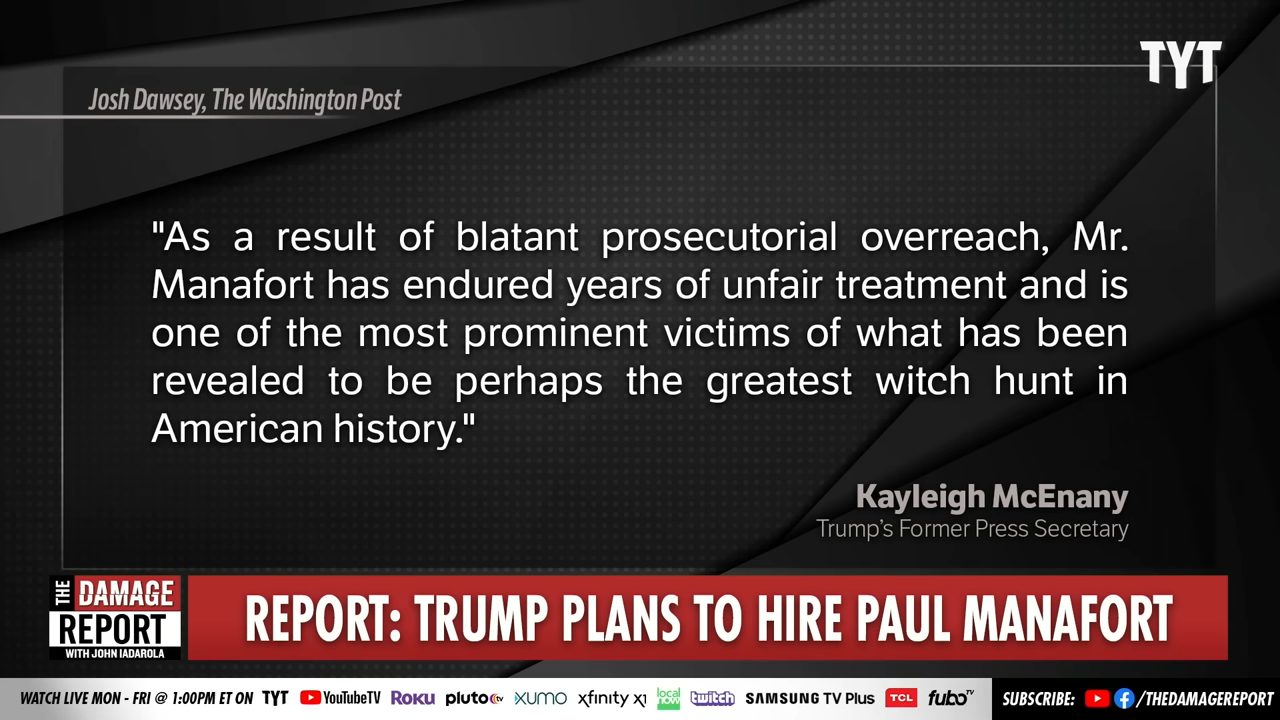 TYT
Josh Dawsey, The Washington Post
"As a result of blatant prosecutorial overreach, Mr.
Manafort has endured years of unfair treatment and is
one of the most prominent victims of what has been
revealed to be perhaps the greatest witch hunt in
American history."
Kayleigh McEnany
Trump's Former Press Secretary
THE DAMAGE
REPORT
WITH JOHN IADAROLA
REPORT: TRUMP PLANS TO HIRE PAUL MANAFORT
WATCH LIVE MON - FRI @ 1:00PM ET ON TYT YouTubeTV ROKU pluto tv XUMO xfinity x1 local now twitch SAMSUNG TV Plus TCL fubo TV SUBSCRIBE: /THEDAMAGEREPORT